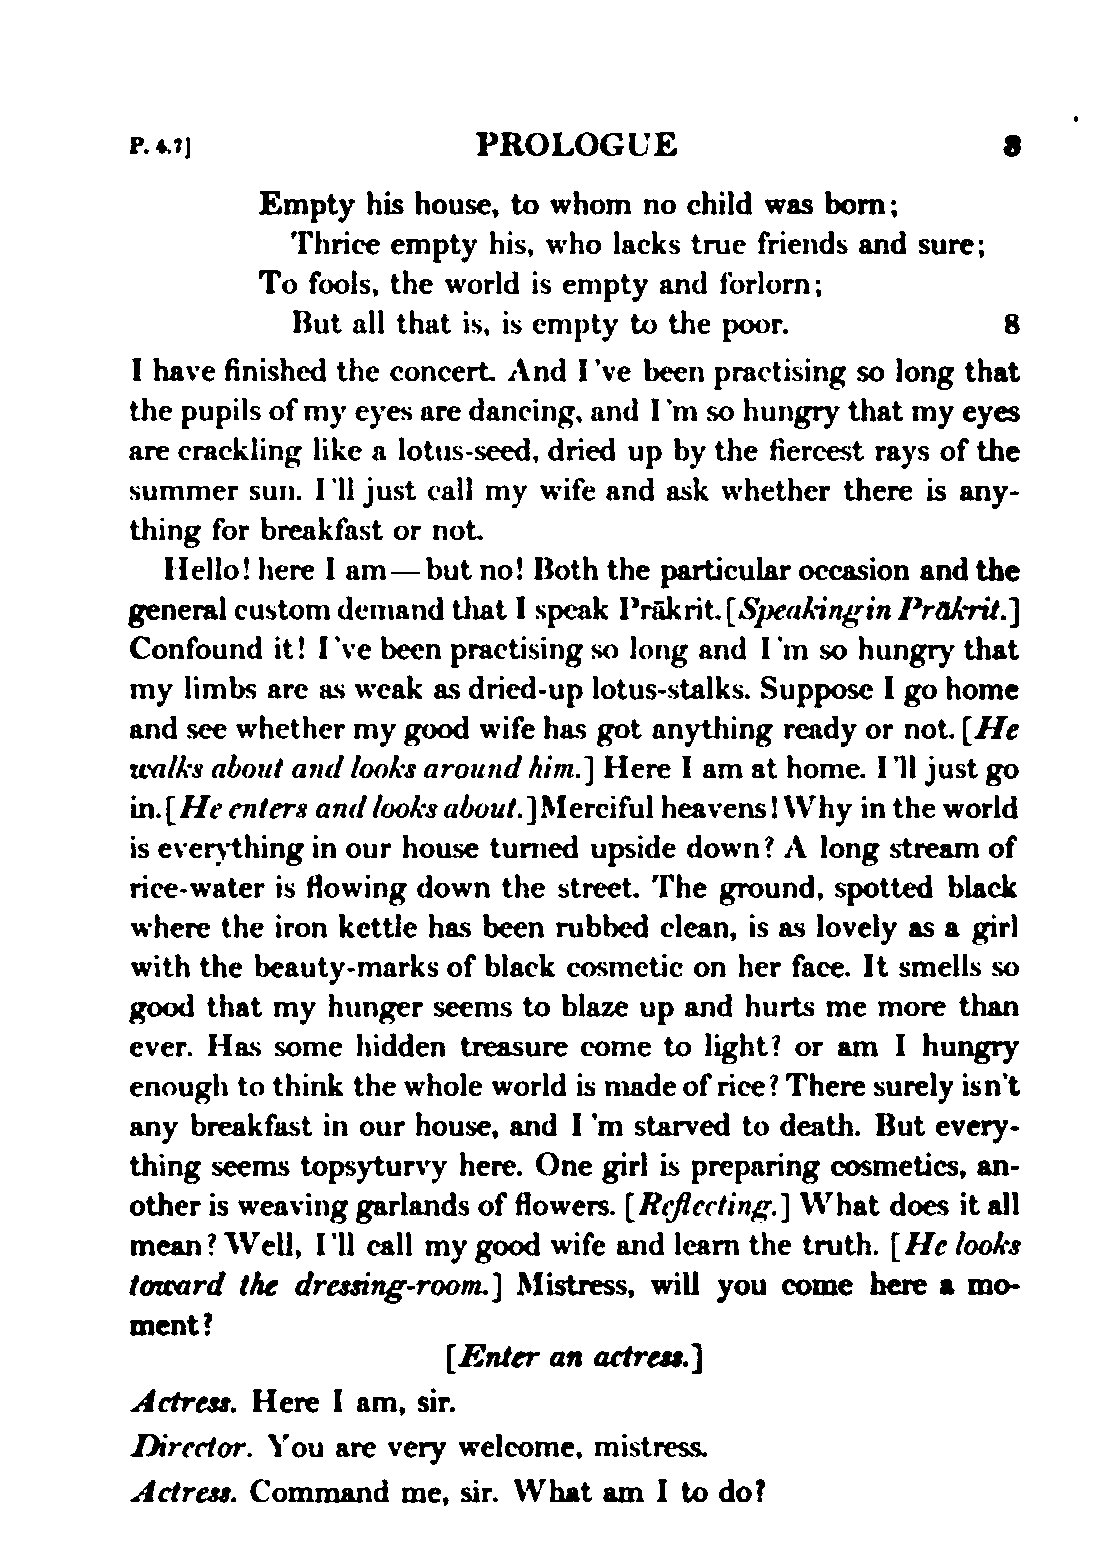 P. 4.7] PROLOGUE 3
Empty his house, to whom no child was born;
Thrice empty his, who lacks true friends and sure;
To fools, the world is empty and forlorn;
But all that is, is empty to the poor. 8
I have finished the concert. And I 've been practising so long that
the pupils of my eyes are dancing, and I 'm so hungry that my eyes
are crackling like a lotus-seed, dried up by the fiercest rays of the
summer sun. I 'll just call my wife and ask whether there is any-
thing for breakfast or not.
Hello! here I am—but no! Both the particular occasion and the
general custom demand that I speak Prākrit. [Speaking in Prākrit.]
Confound it! I 've been practising so long and I 'm so hungry that
my limbs are as weak as dried-up lotus-stalks. Suppose I go home
and see whether my good wife has got anything ready or not. [He
walks about and looks around him.] Here I am at home. I 'll just go
in. [He enters and looks about.] Merciful heavens! Why in the world
is everything in our house turned upside down? A long stream of
rice-water is flowing down the street. The ground, spotted black
where the iron kettle has been rubbed clean, is as lovely as a girl
with the beauty-marks of black cosmetic on her face. It smells so
good that my hunger seems to blaze up and hurts me more than
ever. Has some hidden treasure come to light? or am I hungry
enough to think the whole world is made of rice? There surely isn't
any breakfast in our house, and I 'm starved to death. But every-
thing seems topsyturvy here. One girl is preparing cosmetics, an-
other is weaving garlands of flowers. [Reflecting.] What does it all
mean? Well, I 'll call my good wife and learn the truth. [He looks
toward the dressing-room.] Mistress, will you come here a mo-
ment?
[Enter an actress.]
Actress. Here I am, sir.
Director. You are very welcome, mistress.
Actress. Command me, sir. What am I to do?